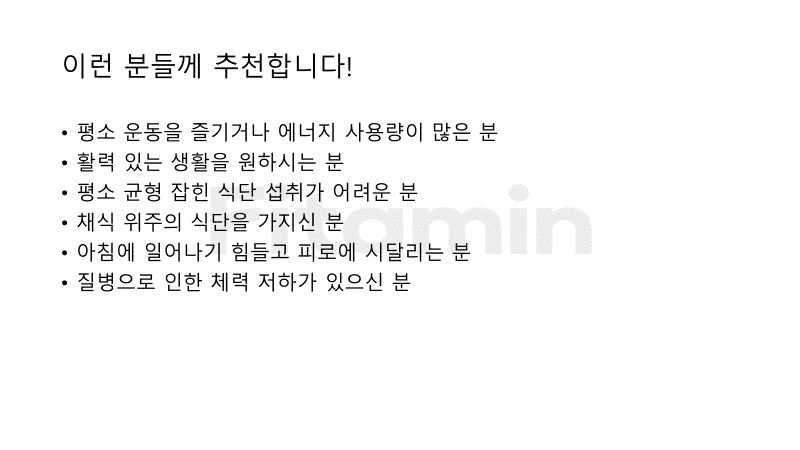 이런 분들께 추천합니다!
• 평소 운동을 즐기거나 에너지 사용량이 많은 분
• 활력 있는 생활을 원하시는 분
• 평소 균형 잡힌 식단 섭취가 어려운 분
• 채식 위주의 식단을 가지신 분
• 아침에 일어나기 힘들고 피로에 시달리는 분
• 질병으로 인한 체력 저하가 있으신 분
Fitamin